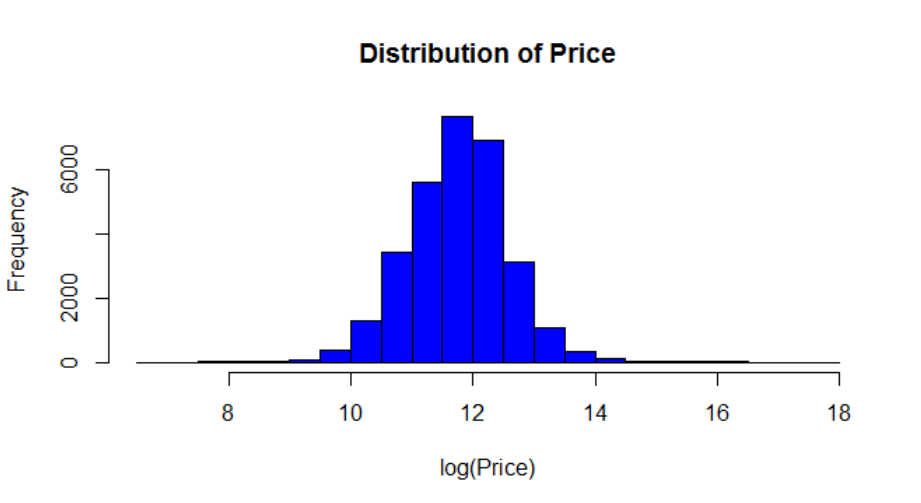 Distribution of Price
Frequency
6000
2000
0
8 10 12 14 16 18
log(Price)